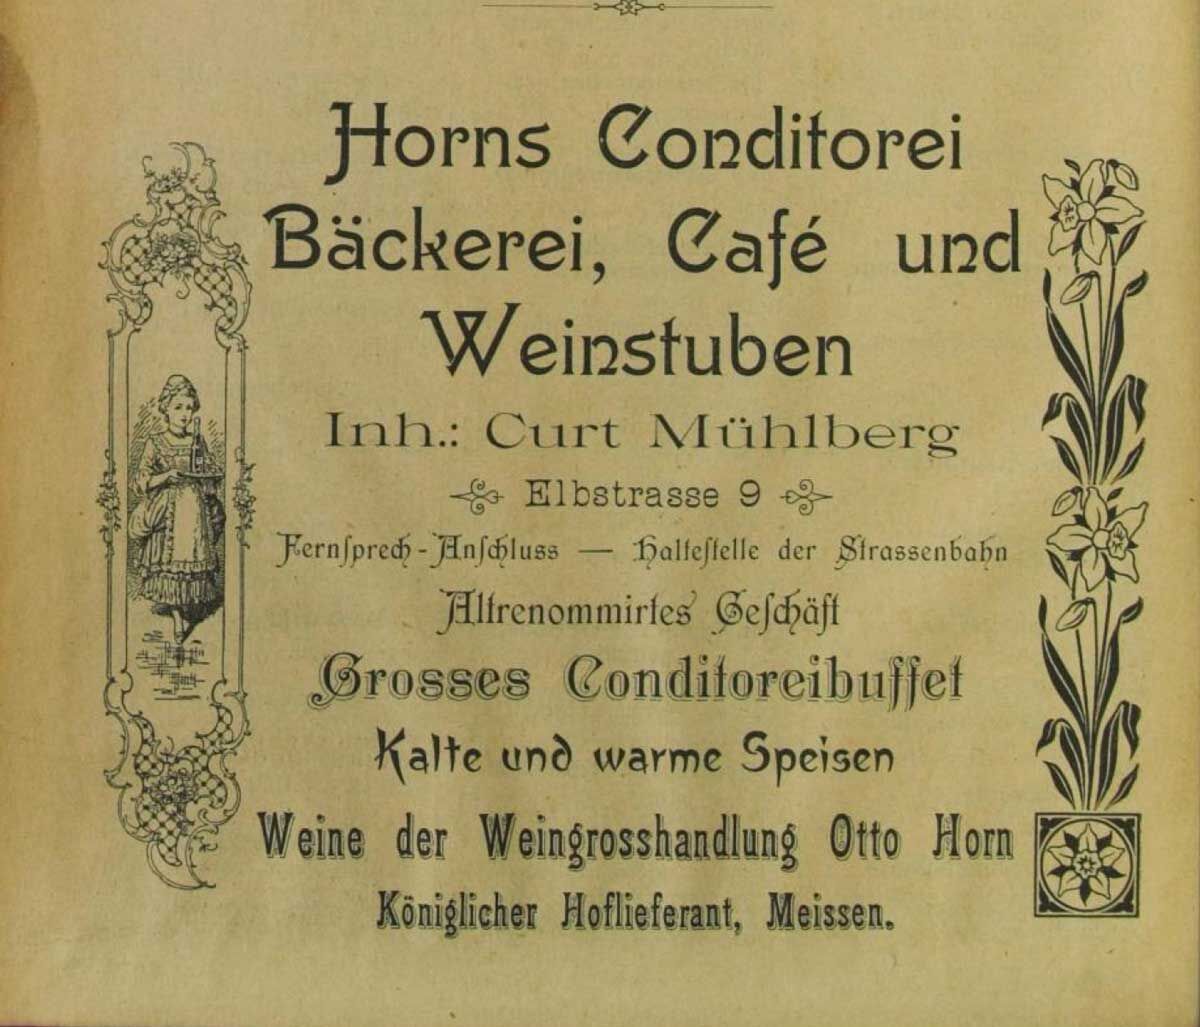 Horns Conditorei
Bäckerei, Café und
Weinstuben
Inh.: Curt Mühlberg
Elbstrasse 9
Fernsprech-Anschluss — Haltestelle der Strassenbahn
Altrenommirtes Geschäft
Grosses Conditoreibuffet
Kalte und warme Speisen
Weine der Weingrosshandlung Otto Horn
Königlicher Hoflieferant, Meissen.